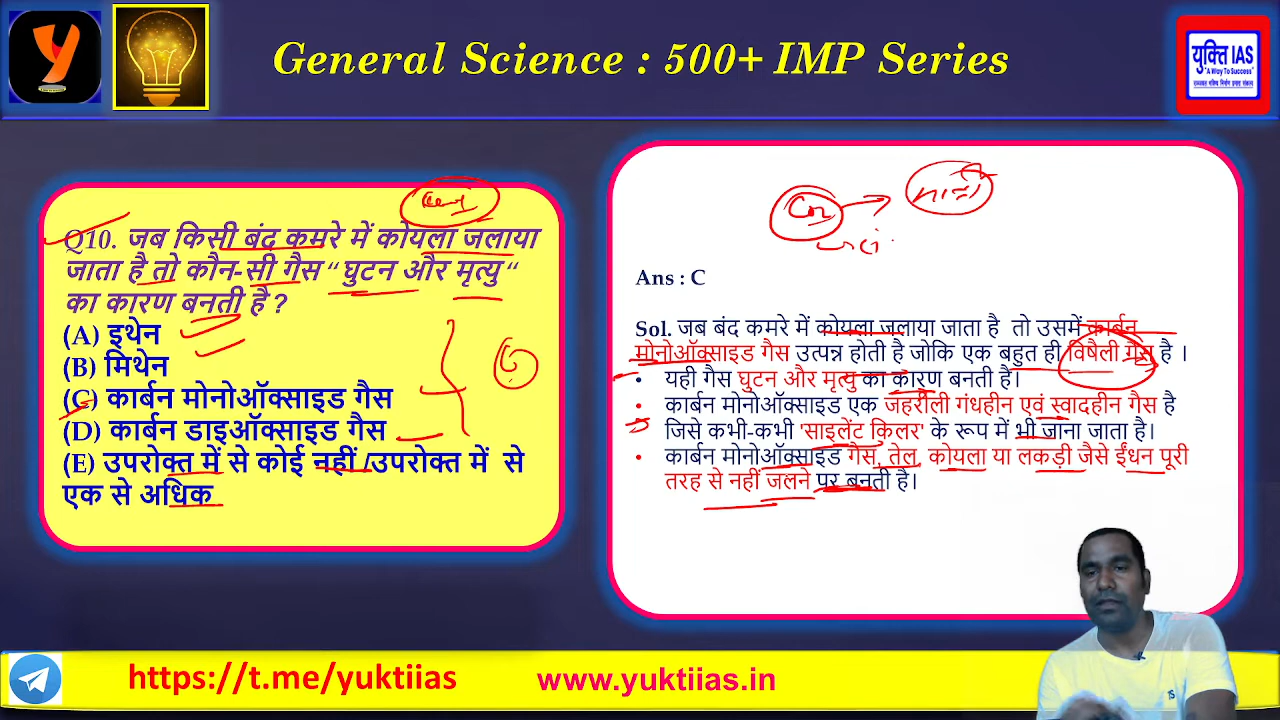 General Science : 500+ IMP Series
युक्ति IAS
"A Way To Success"
Q10. जब किसी बंद कमरे में कोयला जलाया
जाता है तो कौन-सी गैस “ घुटन और मृत्यु “
का कारण बनती है ?
(A) इथेन
(B) मिथेन
(C) कार्बन मोनोऑक्साइड गैस
(D) कार्बन डाइऑक्साइड गैस
(E) उपरोक्त में से कोई नहीं /उपरोक्त में से
एक से अधिक
Ans : C
Sol. जब बंद कमरे में कोयला जलाया जाता है तो उसमें कार्बन
मोनोऑक्साइड गैस उत्पन्न होती है जोकि एक बहुत ही विषैली गैस है ।
• यही गैस घुटन और मृत्यु का कारण बनती है।
• कार्बन मोनोऑक्साइड एक जहरीली गंधहीन एवं स्वादहीन गैस है
जिसे कभी-कभी 'साइलेंट किलर' के रूप में भी जाना जाता है।
• कार्बन मोनोऑक्साइड गैस, तेल, कोयला या लकड़ी जैसे ईंधन पूरी
तरह से नहीं जलने पर बनती है।
https://t.me/yuktiias
www.yuktiias.in